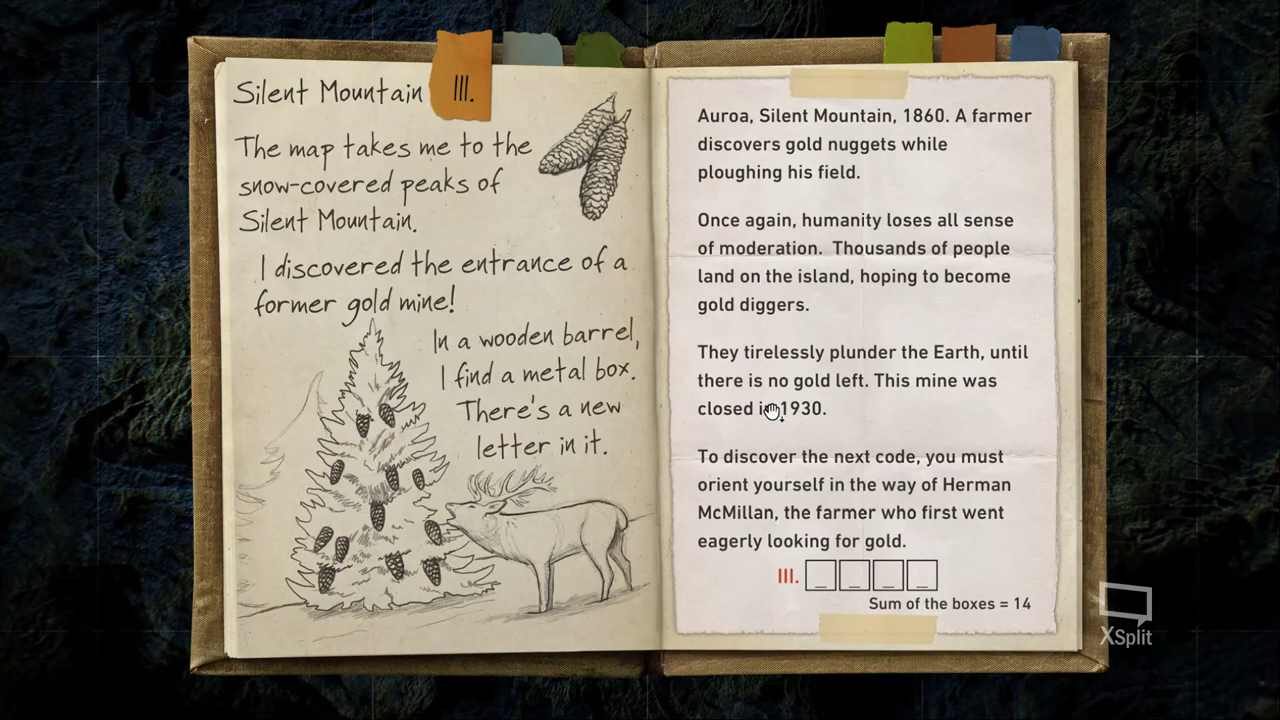 Silent Mountain
III.
The map takes me to the
snow-covered peaks of
Silent Mountain.
I discovered the entrance of a
former gold mine!
In a wooden barrel,
I find a metal box.
There's a new
letter in it.
Auroa, Silent Mountain, 1860. A farmer
discovers gold nuggets while
ploughing his field.
Once again, humanity loses all sense
of moderation. Thousands of people
land on the island, hoping to become
gold diggers.
They tirelessly plunder the Earth, until
there is no gold left. This mine was
closed in 1930.
To discover the next code, you must
orient yourself in the way of Herman
McMillan, the farmer who first went
eagerly looking for gold.
III. _ _ _ _
Sum of the boxes = 14
XSplit